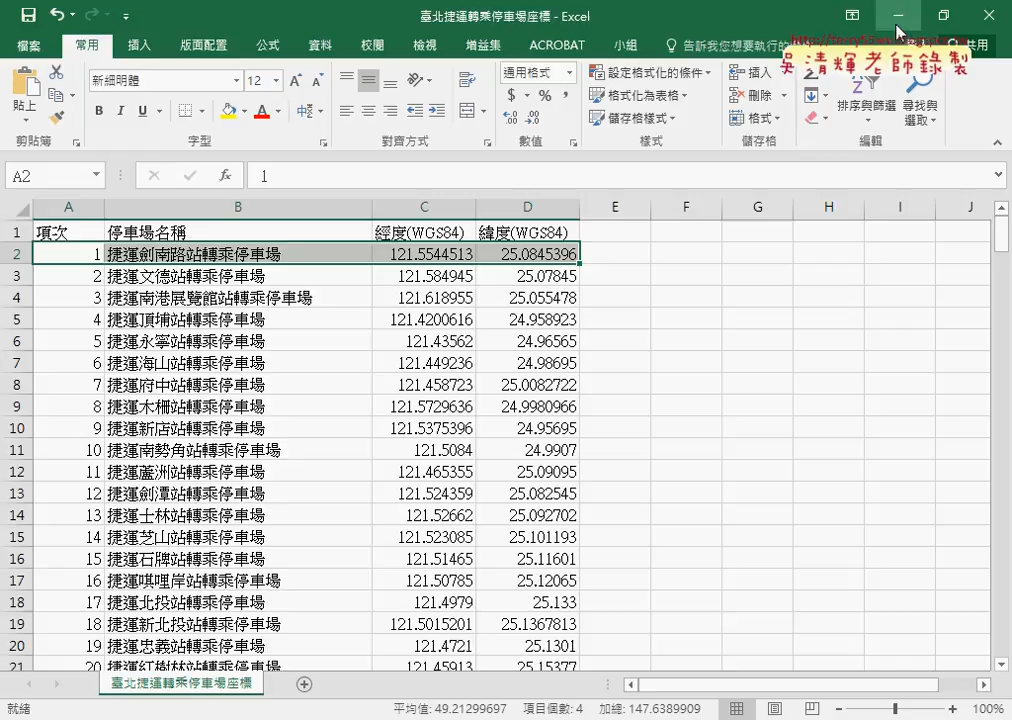 臺北捷運轉乘停車場座標 - Excel
檔案 常用 插入 版面配置 公式 資料 校閱 檢視 增益集 ACROBAT 小組 告訴我您想要執行的 共用
吳清輝老師錄製
新細明體 12 通用格式 設定格式化的條件 插入
貼上 B I U 中 $ % , 格式化為表格 刪除 排序與篩選 尋找與
選取
儲存格樣式 格式
剪貼簿 字型 對齊方式 數值 樣式 儲存格 編輯
A2 fx 1
A B C D E F G H I J
1 項次 停車場名稱 經度(WGS84) 緯度(WGS84)
2 1 捷運劍南路站轉乘停車場 121.5544513 25.0845396
3 2 捷運文德站轉乘停車場 121.584945 25.07845
4 3 捷運南港展覽館站轉乘停車場 121.618955 25.055478
5 4 捷運頂埔站轉乘停車場 121.4200616 24.958923
6 5 捷運永寧站轉乘停車場 121.43562 24.96565
7 6 捷運海山站轉乘停車場 121.449236 24.98695
8 7 捷運府中站轉乘停車場 121.458723 25.0082722
9 8 捷運木柵站轉乘停車場 121.5729636 24.9980966
10 9 捷運新店站轉乘停車場 121.5375396 24.95695
11 10 捷運南勢角站轉乘停車場 121.5084 24.9907
12 11 捷運蘆洲站轉乘停車場 121.465355 25.09095
13 12 捷運劍潭站轉乘停車場 121.524359 25.082545
14 13 捷運士林站轉乘停車場 121.52662 25.092702
15 14 捷運芝山站轉乘停車場 121.523085 25.101193
16 15 捷運石牌站轉乘停車場 121.51465 25.11601
17 16 捷運唭哩岸站轉乘停車場 121.50785 25.12065
18 17 捷運北投站轉乘停車場 121.4979 25.133
19 18 捷運新北投站轉乘停車場 121.5015201 25.1367813
20 19 捷運忠義站轉乘停車場 121.4721 25.1301
21 20 捷運紅樹林站轉乘停車場 121.45913 25.15377
臺北捷運轉乘停車場座標
就緒 平均值: 49.21299697 項目個數: 4 加總: 147.6389909 100%